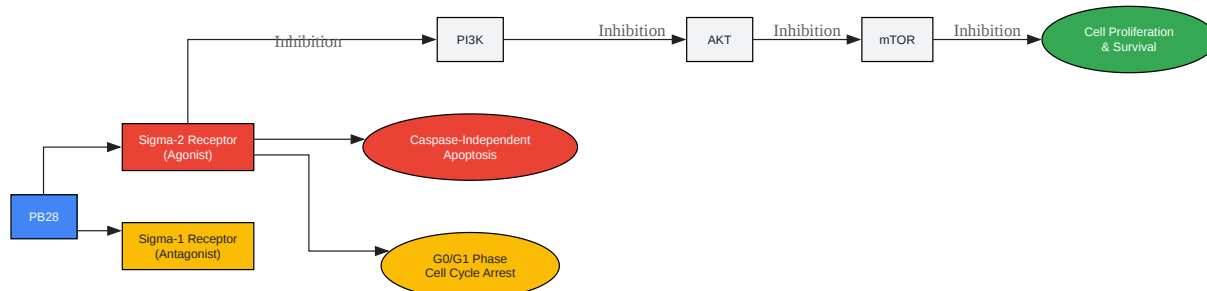 Inhibition
PI3K
Inhibition
AKT
Inhibition
mTOR
Inhibition
Cell Proliferation
& Survival
Sigma-2 Receptor
(Agonist)
Caspase-Independent
Apoptosis
PB28
Sigma-1 Receptor
(Antagonist)
G0/G1 Phase
Cell Cycle Arrest